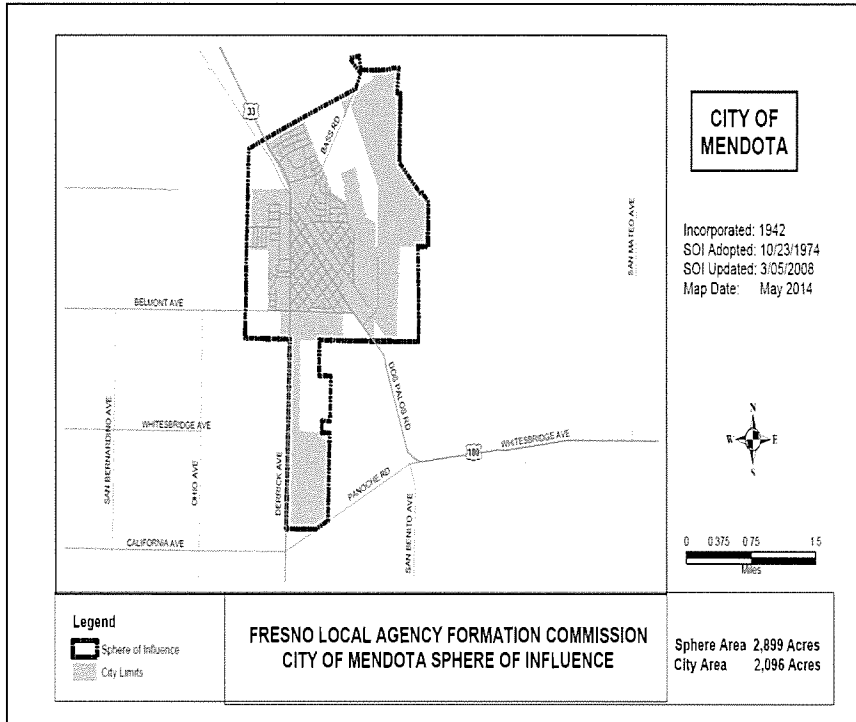 33
BASS RD
CITY OF
MENDOTA
SAN MATEO AVE
Incorporated: 1942
SOI Adopted: 10/23/1974
SOI Updated: 3/05/2008
Map Date: May 2014
BELMONT AVE
DOS PALOS RD
SAN BERNARDINO AVE
WHITESBRIDGE AVE
OHIO AVE
DERRICK AVE
WHITESBRIDGE AVE
180
PANOCHE RD
SAN BENITO AVE
CALIFORNIA AVE
N
W E
S
0 0.375 0.75 1.5
Miles
Legend
Sphere of Influence
City Limits
FRESNO LOCAL AGENCY FORMATION COMMISSION
CITY OF MENDOTA SPHERE OF INFLUENCE
Sphere Area 2,899 Acres
City Area 2,096 Acres